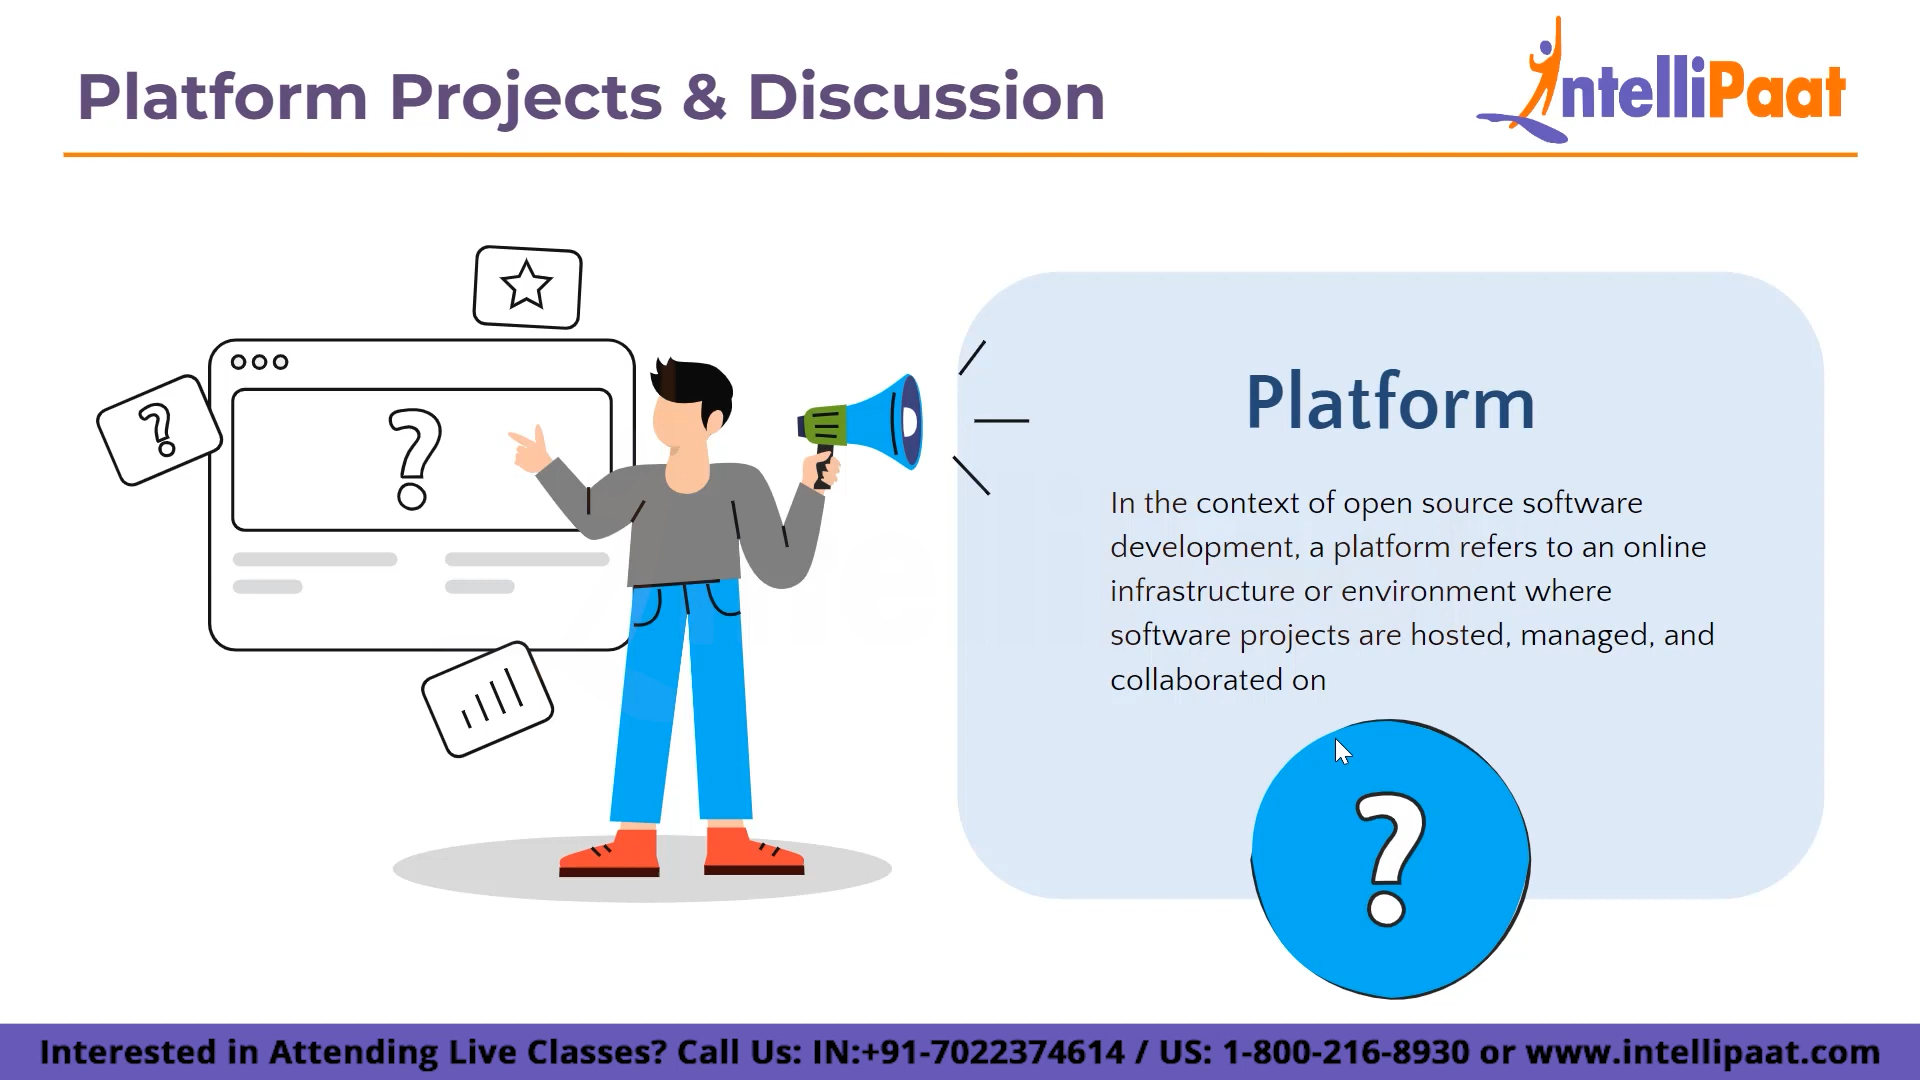 Platform Projects & Discussion
IntelliPaat
Platform
In the context of open source software
development, a platform refers to an online
infrastructure or environment where
software projects are hosted, managed, and
collaborated on
?
?
?
Interested in Attending Live Classes? Call Us: IN:+91-7022374614 / US: 1-800-216-8930 or www.intellipaat.com